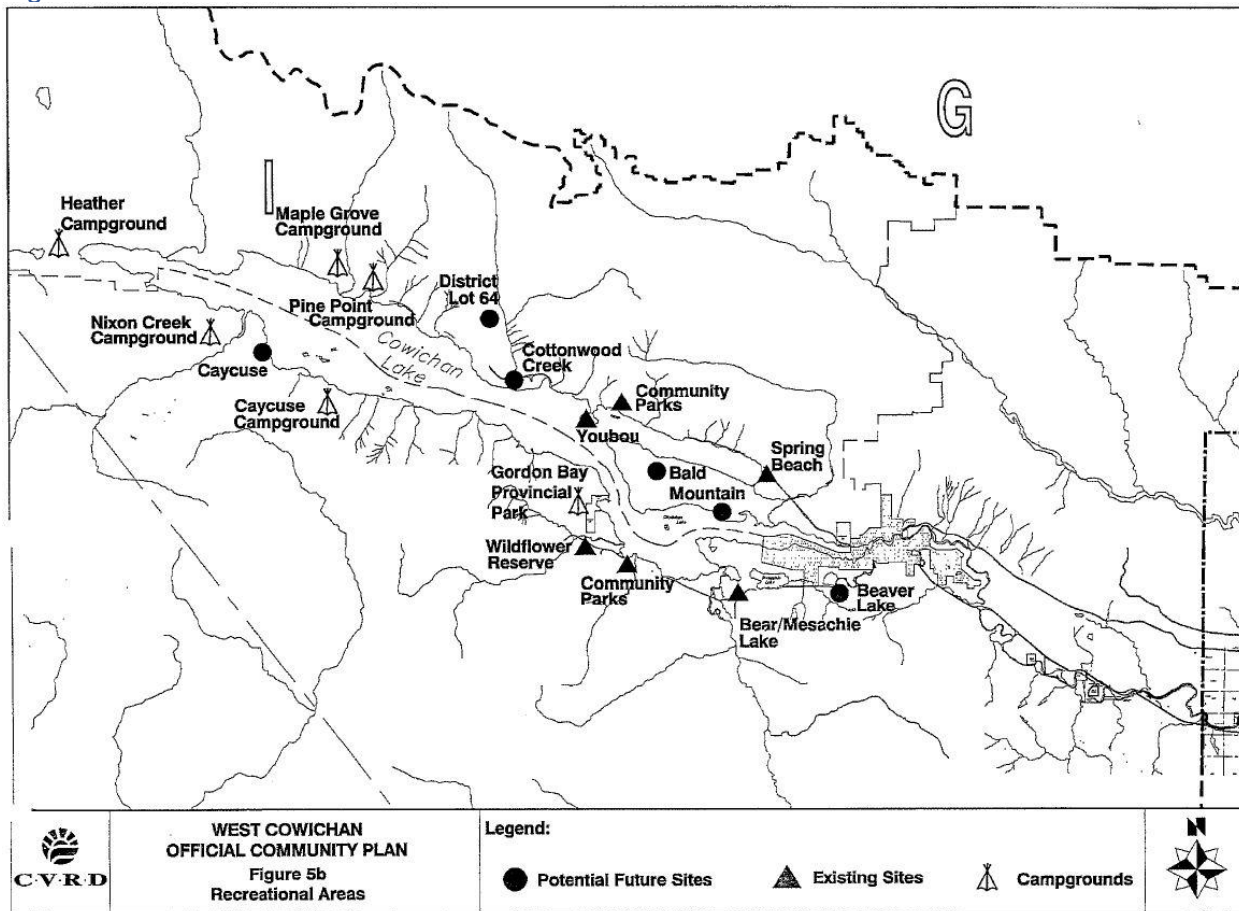 G
I
Heather
Campground
Maple Grove
Campground
District
Lot 64
Pine Point
Campground
Nixon Creek
Campground
Cowichan
Lake
Cottonwood
Creek
Caycuse
Community
Parks
Caycuse
Campground
Youbou
Spring
Beach
Gordon Bay
Provincial
Park
Bald
Mountain
Wildflower
Reserve
Community
Parks
Beaver
Lake
Bear/Mesachie
Lake
C·V·R·D
WEST COWICHAN
OFFICIAL COMMUNITY PLAN
Figure 5b
Recreational Areas
Legend:
Potential Future Sites
Existing Sites
Campgrounds
N